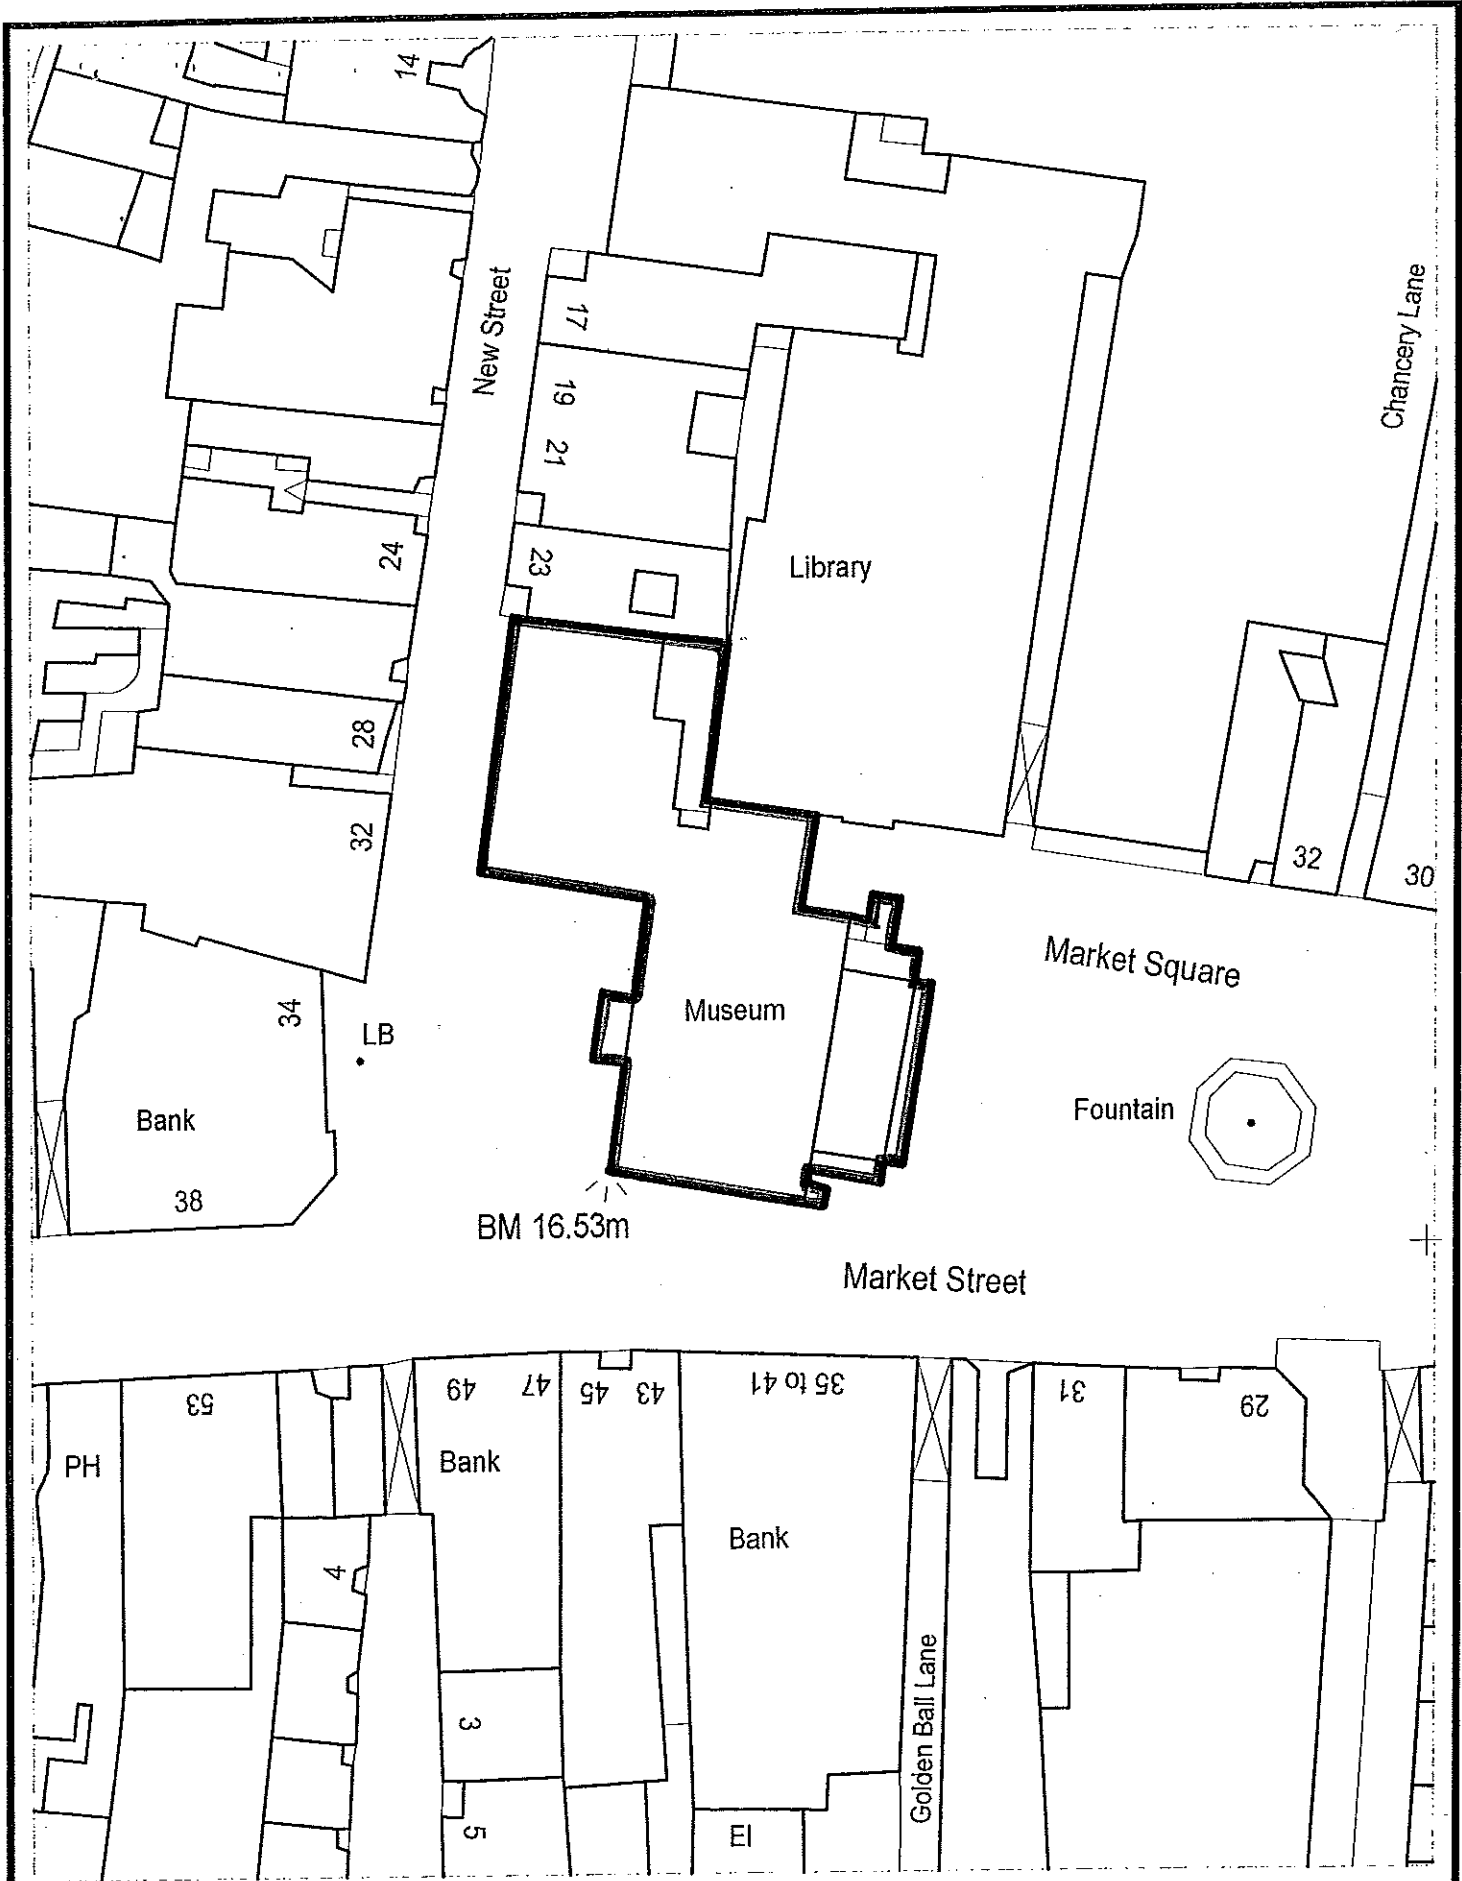 14
New Street
17
Chancery Lane
19
21
24
23
Library
28
32
32
30
Market Square
Museum
34
LB
Fountain
Bank
38
BM 16.53m
Market Street
53
49
47
45
43
35 to 41
31
29
PH
Bank
Bank
4
Golden Ball Lane
3
5
El